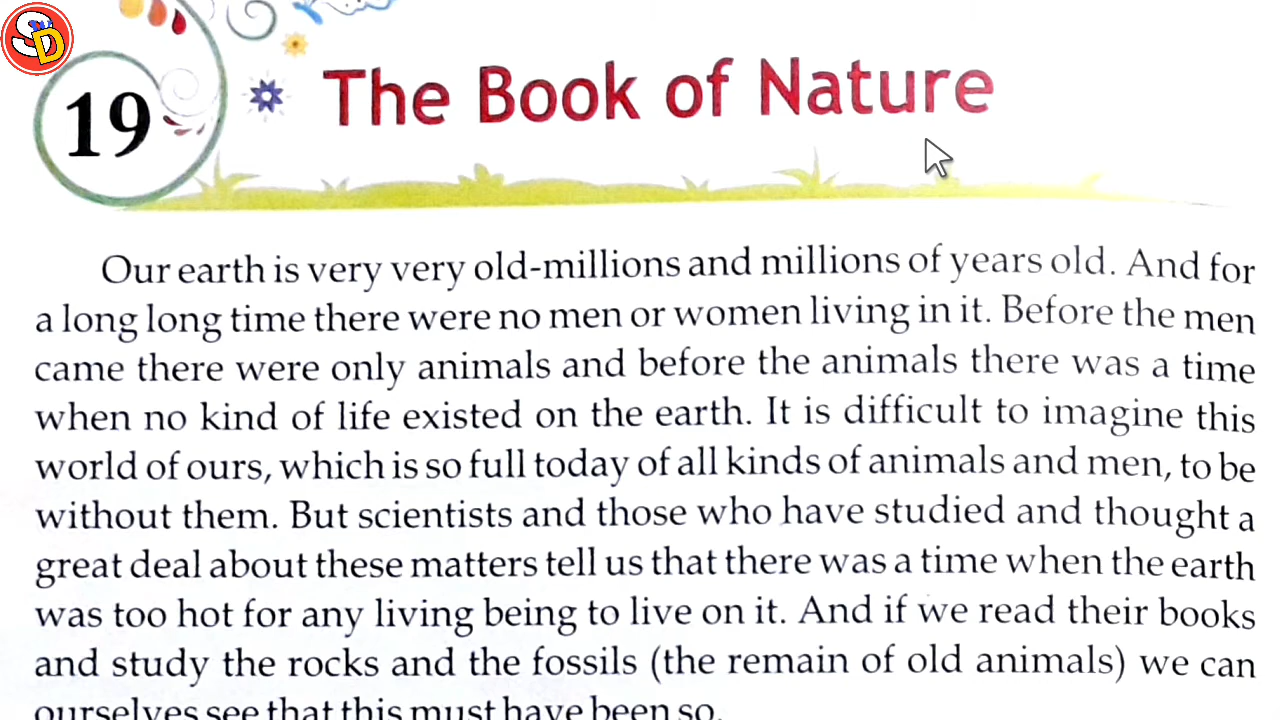 SD
19
The Book of Nature
Our earth is very very old-millions and millions of years old. And for
a long long time there were no men or women living in it. Before the men
came there were only animals and before the animals there was a time
when no kind of life existed on the earth. It is difficult to imagine this
world of ours, which is so full today of all kinds of animals and men, to be
without them. But scientists and those who have studied and thought a
great deal about these matters tell us that there was a time when the earth
was too hot for any living being to live on it. And if we read their books
and study the rocks and the fossils (the remain of old animals) we can
ourselves see that this must have been so.